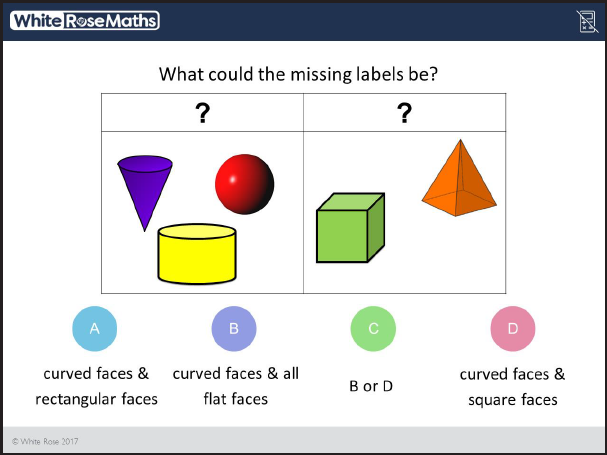 White Rose Maths
What could the missing labels be?
? ?
A B C D
curved faces &
rectangular faces
curved faces & all
flat faces
B or D
curved faces &
square faces
© White Rose 2017